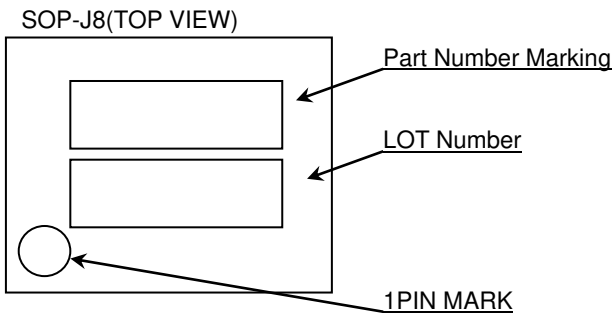 SOP-J8(TOP VIEW)
Part Number Marking
LOT Number
1PIN MARK